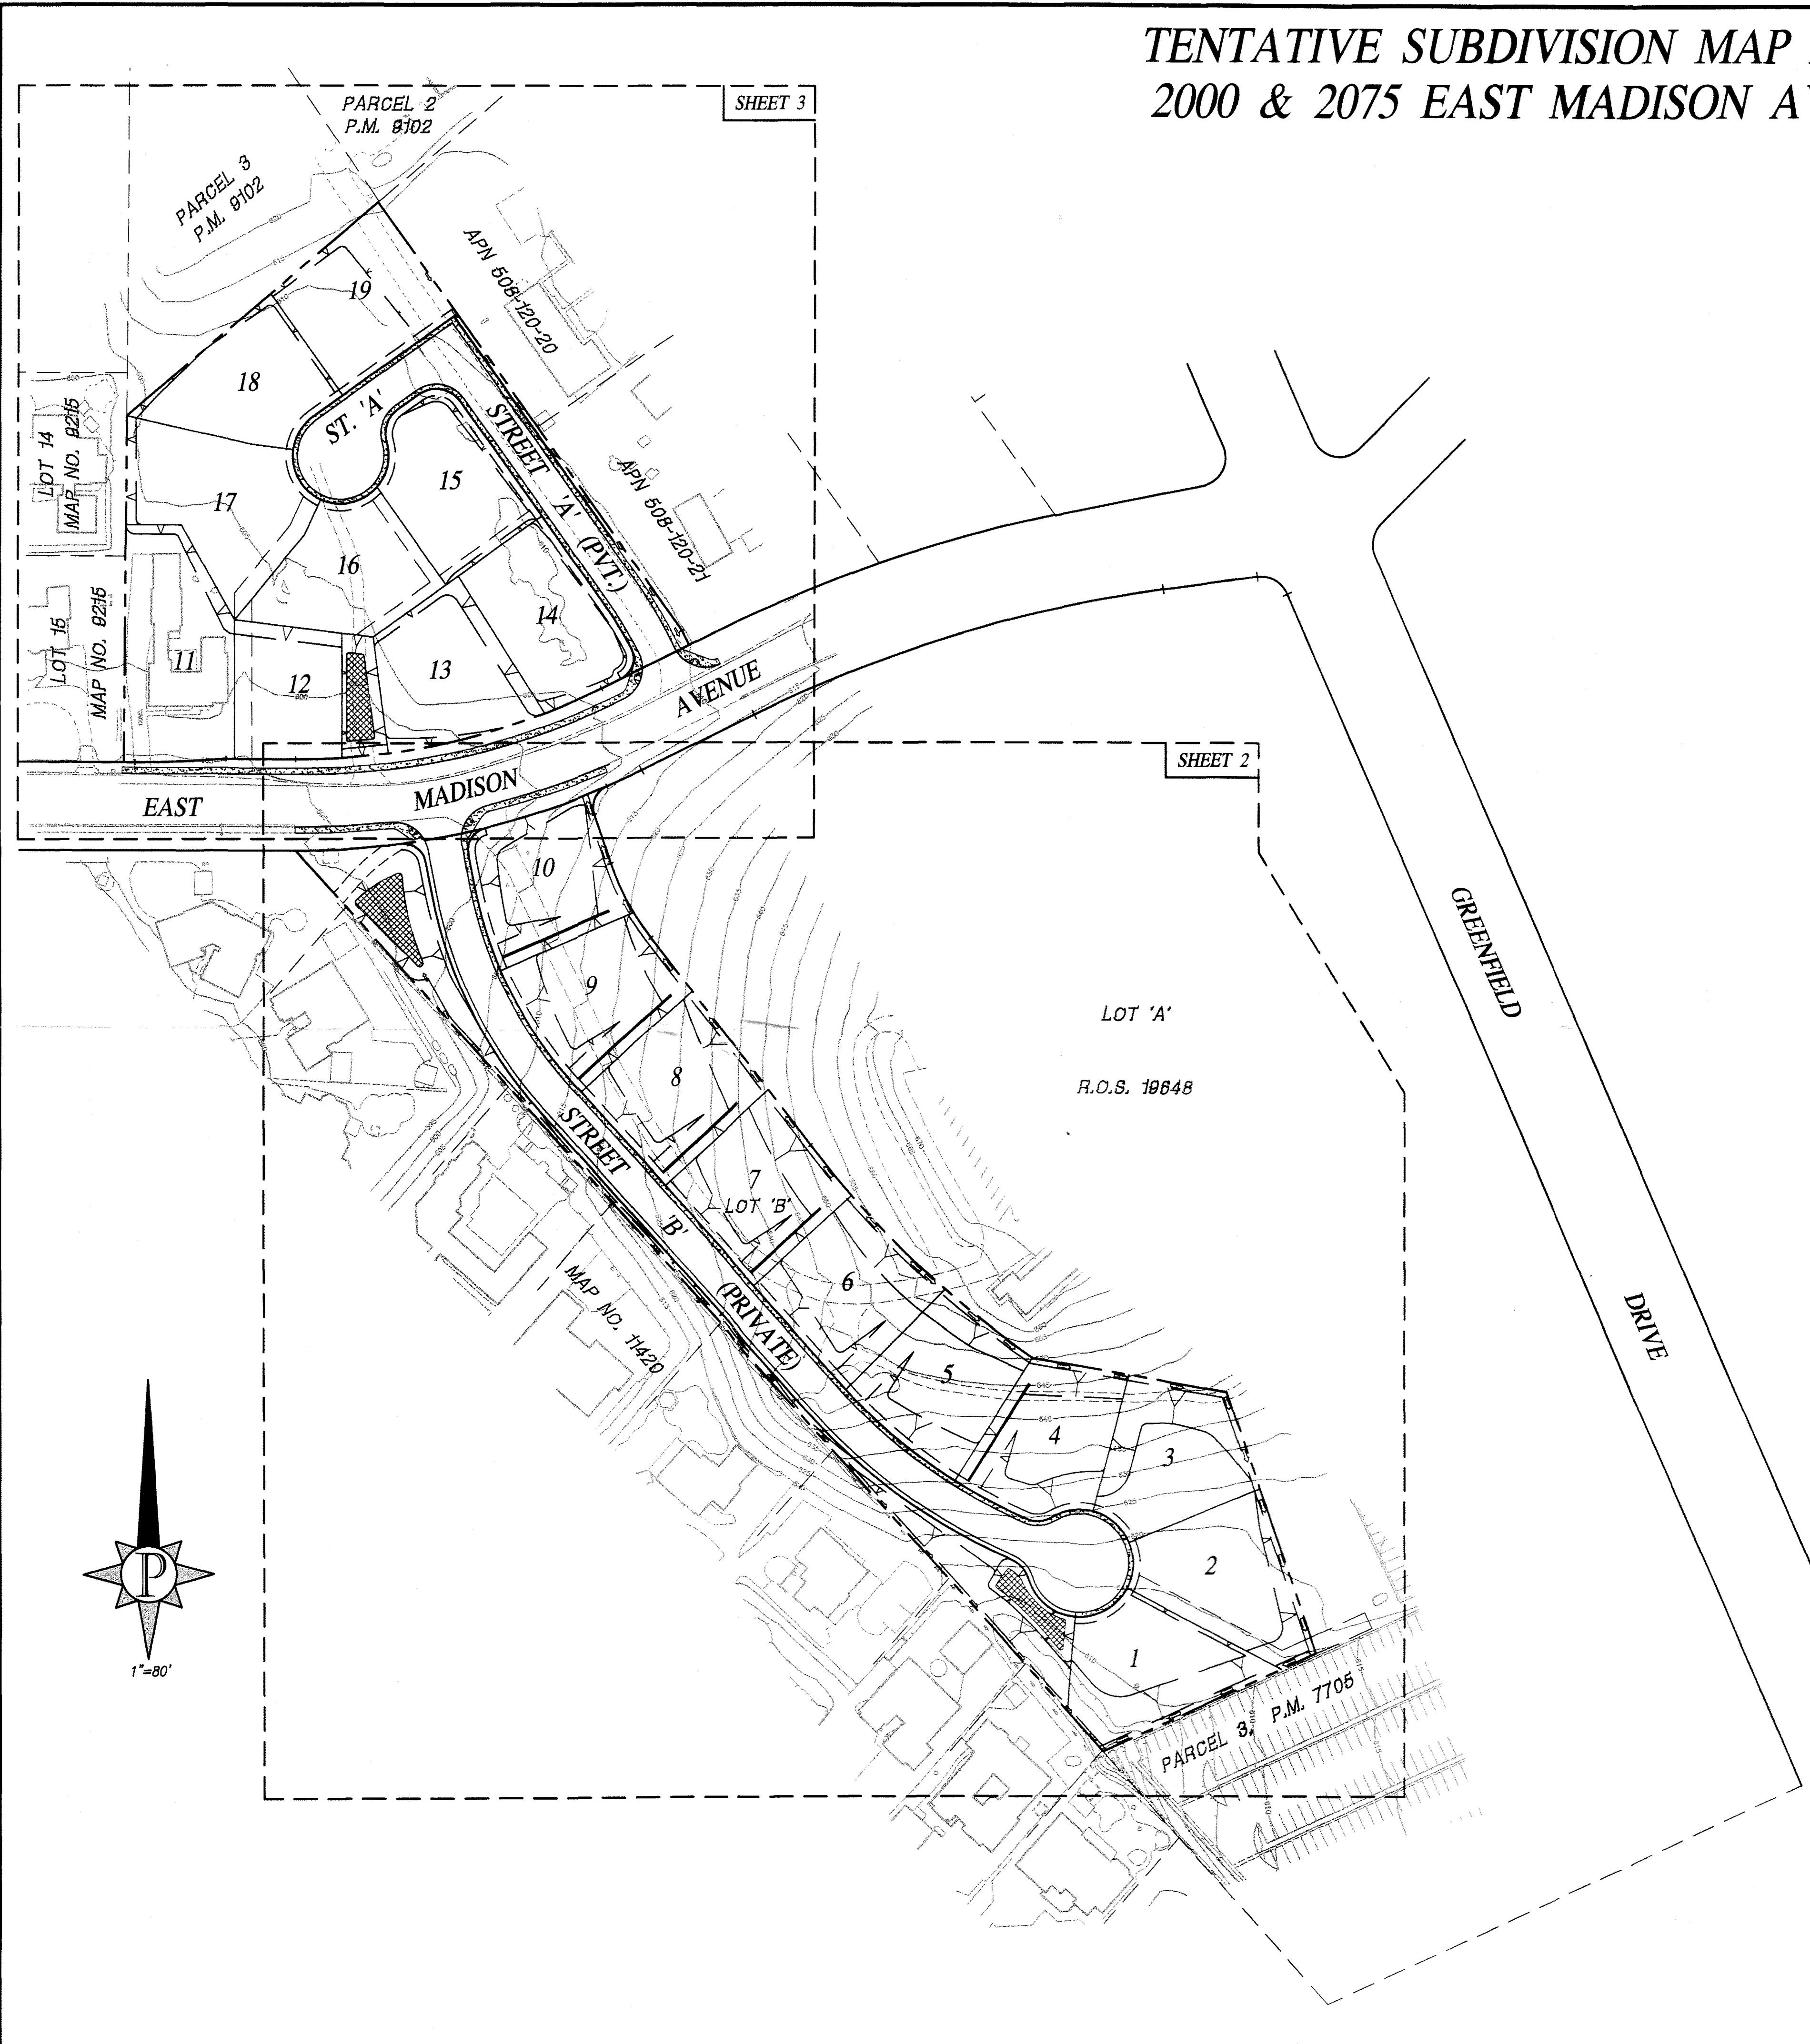 TENTATIVE SUBDIVISION MAP
2000 & 2075 EAST MADISON
SHEET 3
PARCEL 2
P.M. 9102
PARCEL 3
P.M. 9102
APN 508-120-20
19
18
ST. 'A'
STREET 'A' (PVT.)
LOT 14
MAP NO. 9215
15
17
APN 508-120-21
16
14
LOT 15
MAP NO. 9215
11
12
13
EAST MADISON AVENUE
SHEET 2
10
9
8
7
LOT 'B'
6
5
4
3
2
1
STREET 'B' (PRIVATE)
LOT 'A'
R.O.S. 19648
GREENFIELD DRIVE
MAP NO. 11420
PARCEL 3, P.M. 7705
P
1"=80'